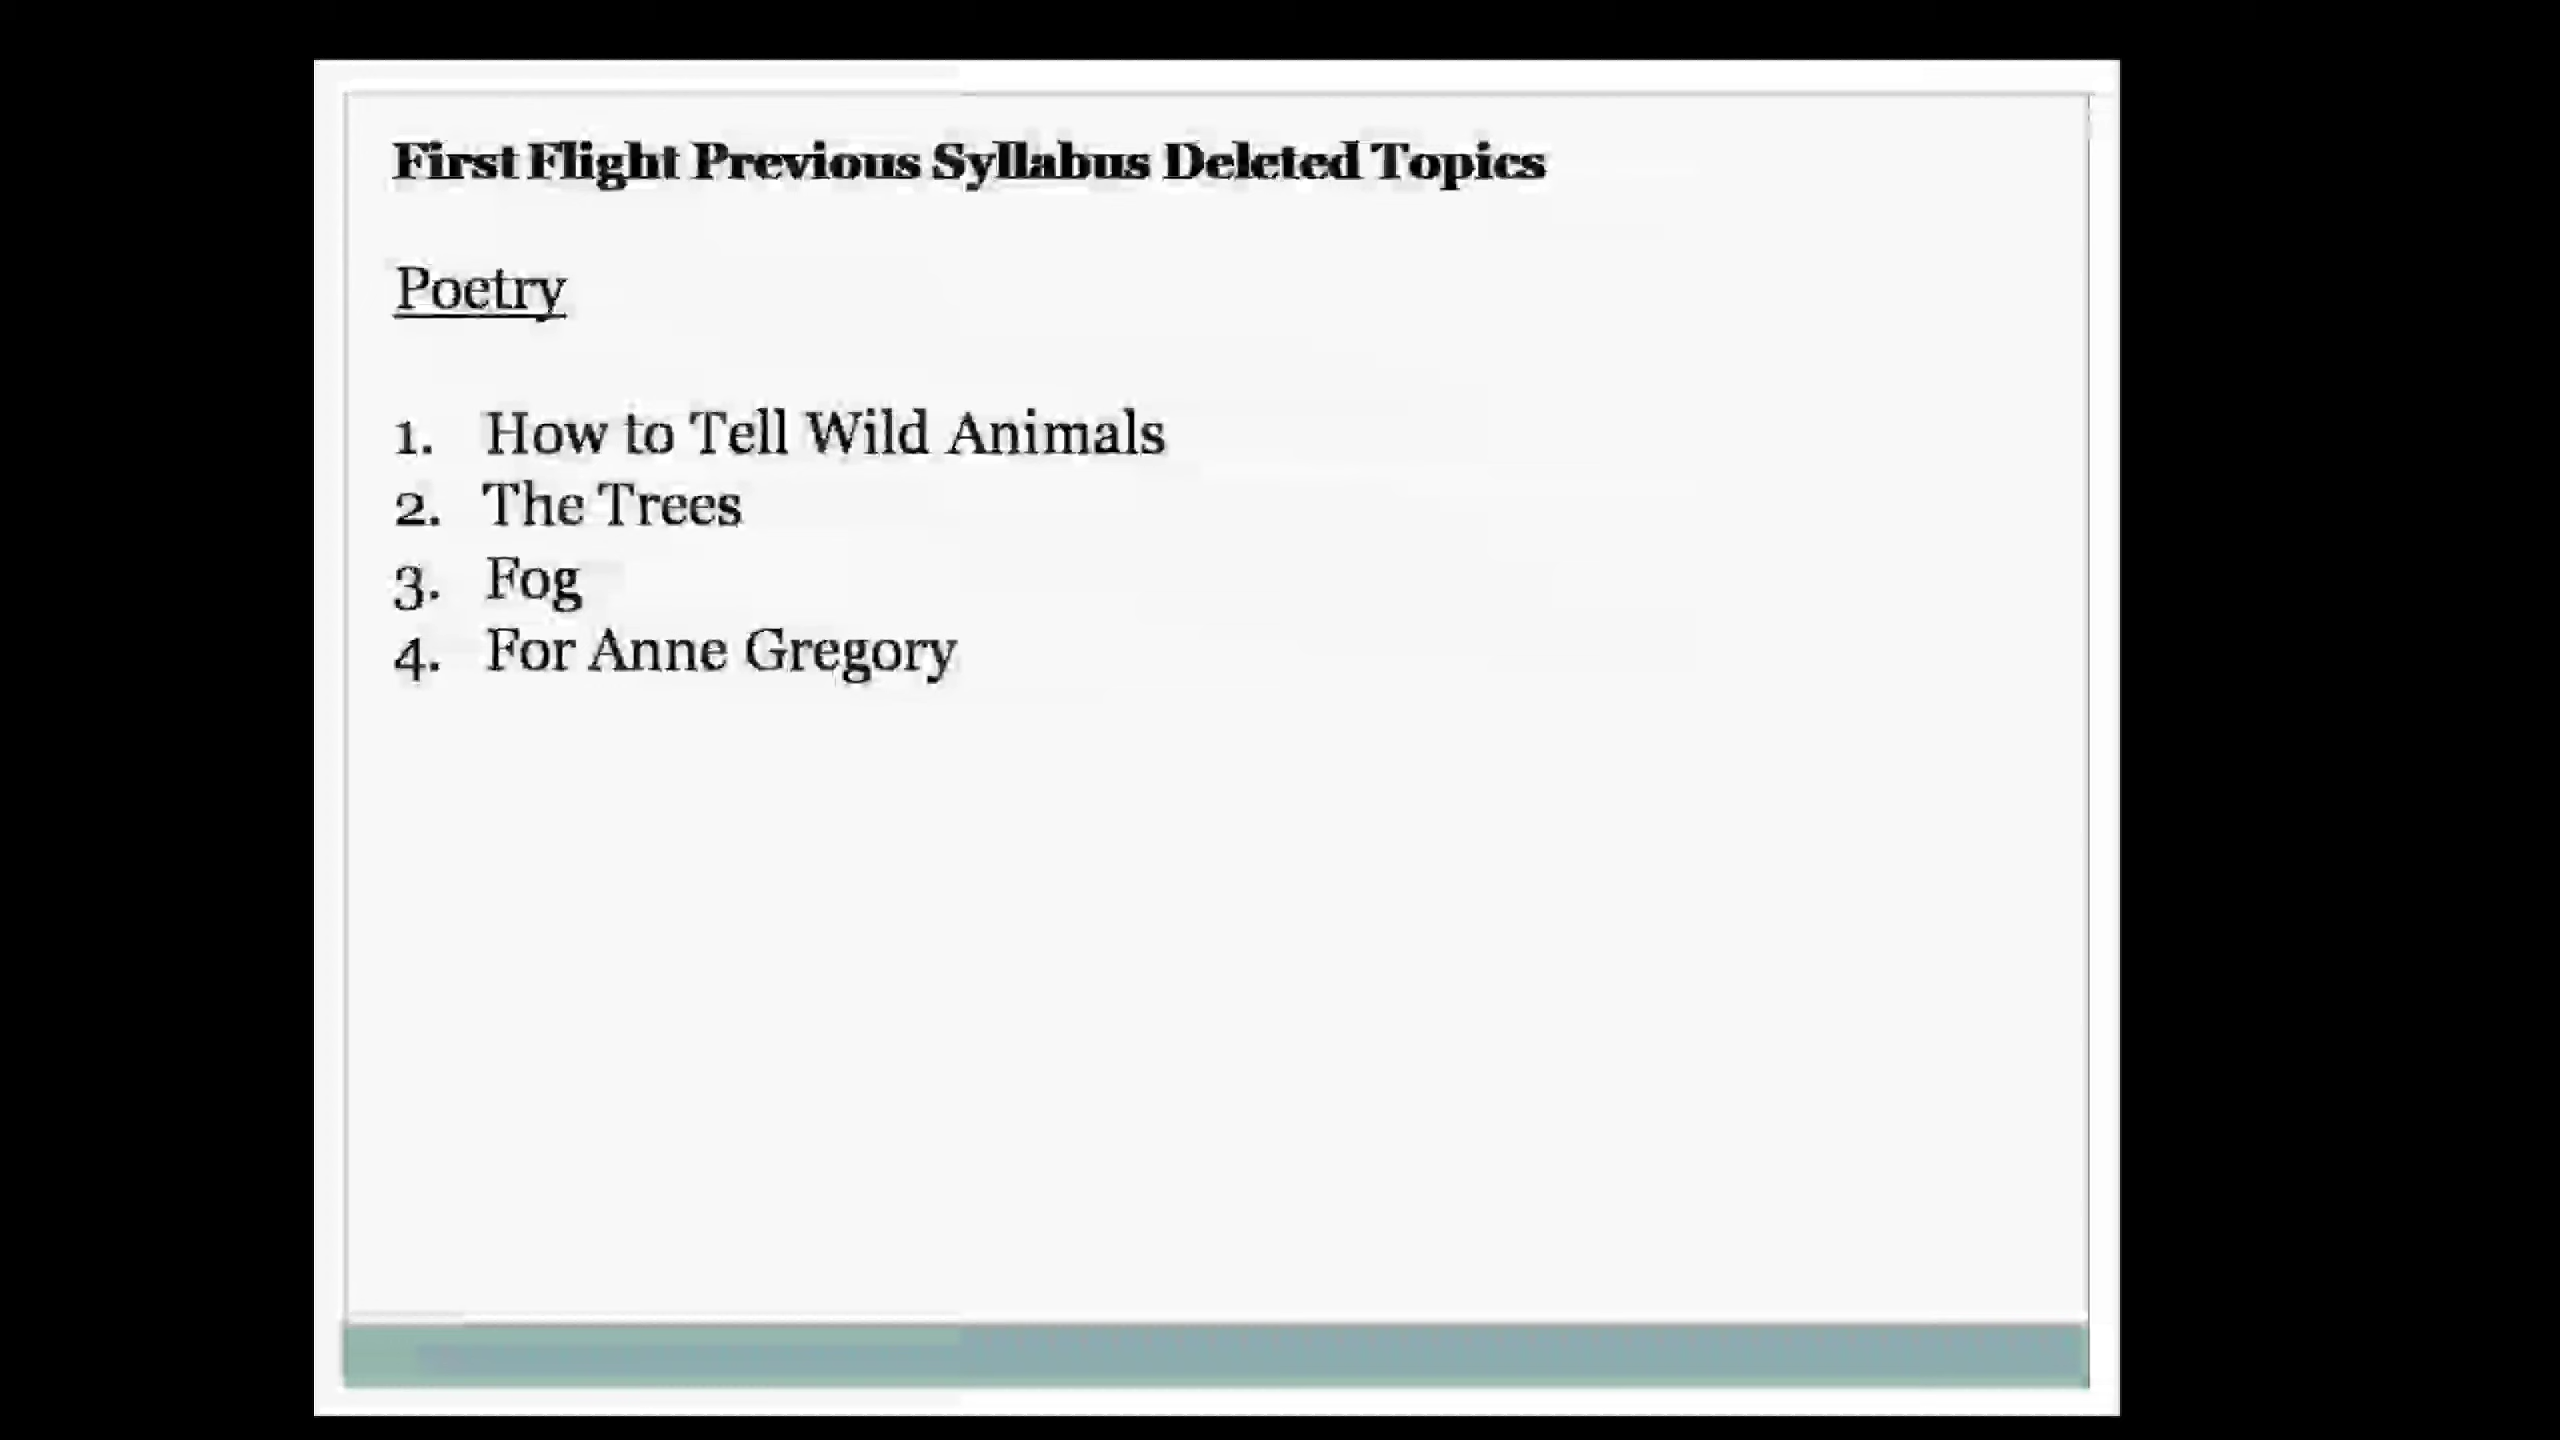 First Flight Previous Syllabus Deleted Topics
Poetry
1. How to Tell Wild Animals
2. The Trees
3. Fog
4. For Anne Gregory